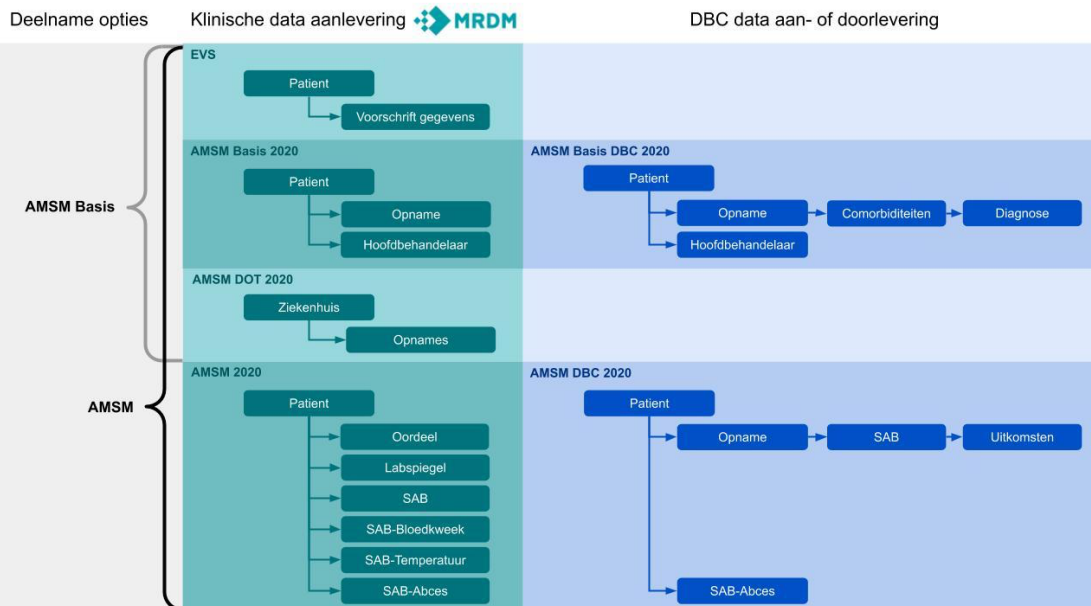 Deelname opties
Klinische data aanlevering
MRDM
DBC data aan- of doorlevering
AMSM Basis
AMSM
EVS
Patient
Voorschrift gegevens
AMSM Basis 2020
Patient
Opname
Hoofdbehandelaar
AMSM Basis DBC 2020
Patient
Opname
Comorbiditeiten
Diagnose
Hoofdbehandelaar
AMSM DOT 2020
Ziekenhuis
Opnames
AMSM 2020
Patient
Oordeel
Labspiegel
SAB
SAB-Bloedkweek
SAB-Temperatuur
SAB-Abces
AMSM DBC 2020
Patient
Opname
SAB
Uitkomsten
SAB-Abces